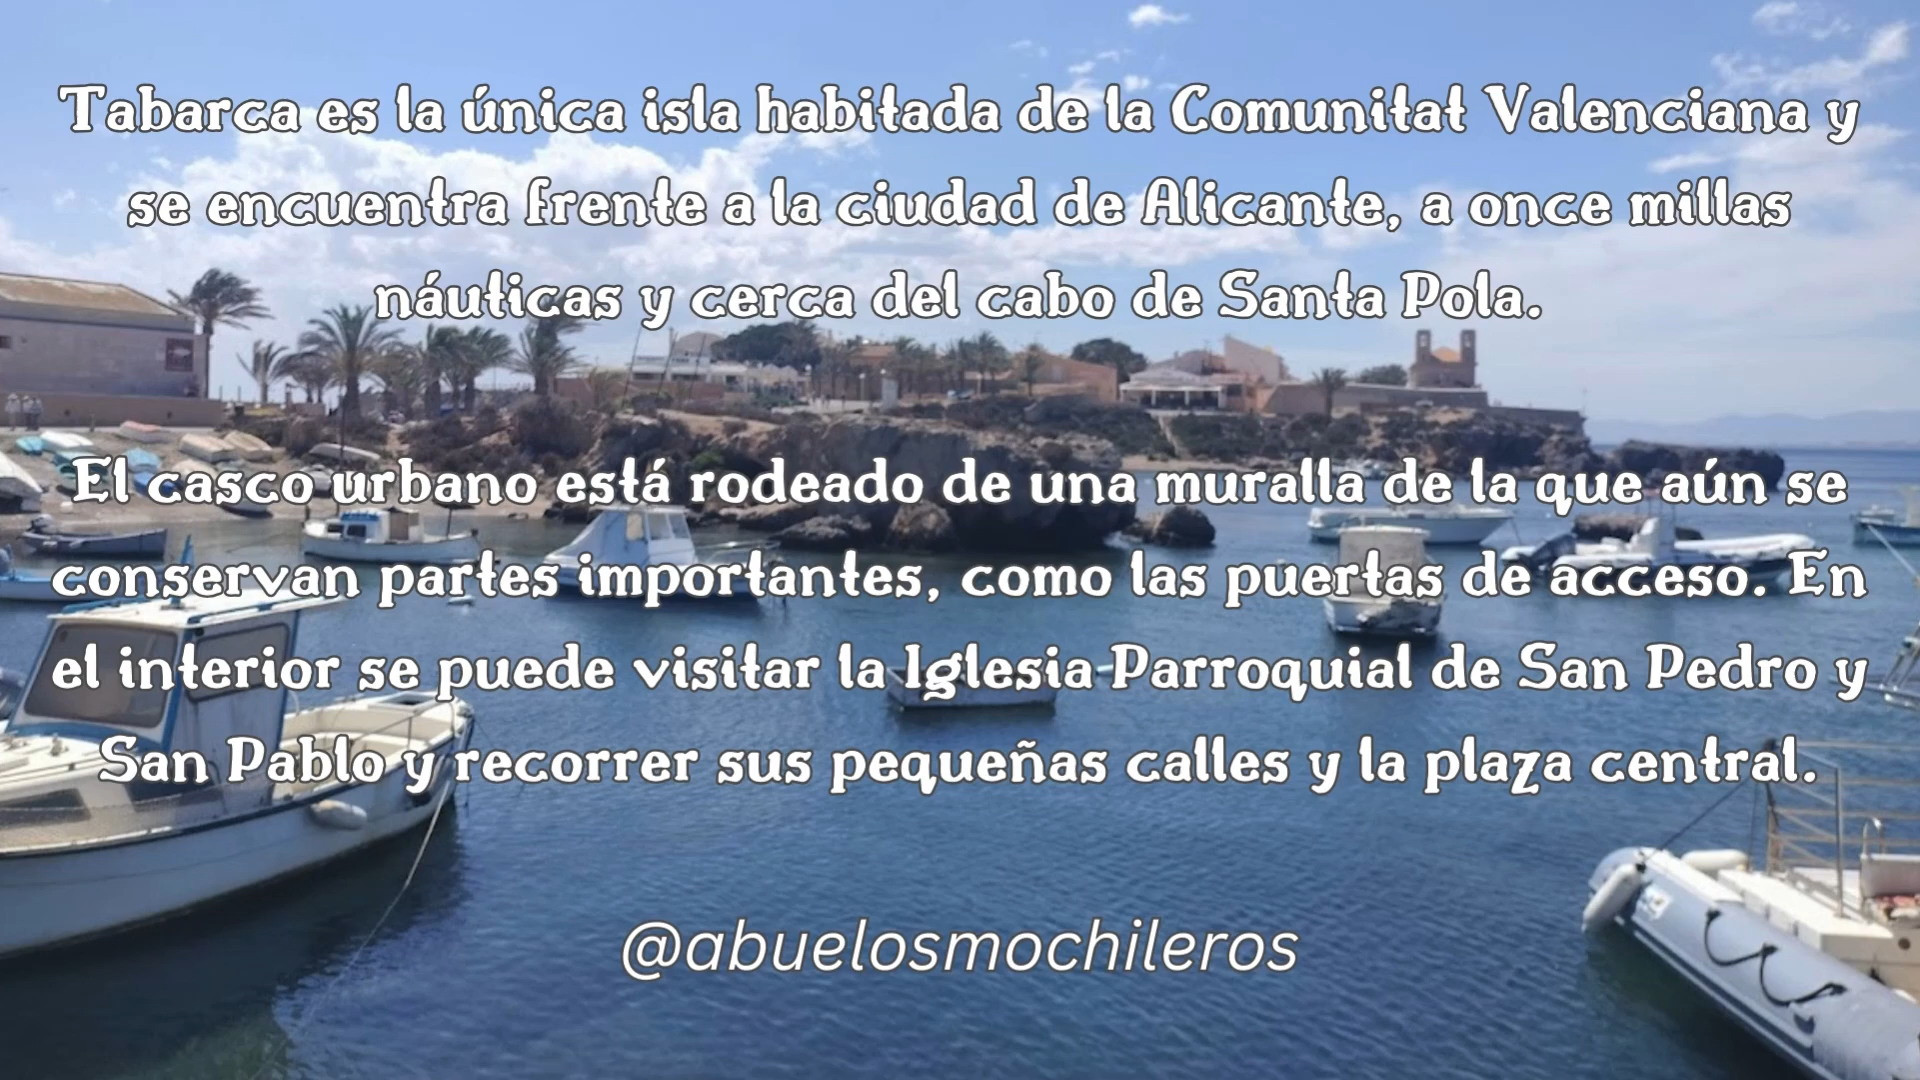 Tabarca es la única isla habitada de la Comunitat Valenciana y
se encuentra frente a la ciudad de Alicante, a once millas
náuticas y cerca del cabo de Santa Pola.
El casco urbano está rodeado de una muralla de la que aún se
conservan partes importantes, como las puertas de acceso. En
el interior se puede visitar la Iglesia Parroquial de San Pedro y
San Pablo y recorrer sus pequeñas calles y la plaza central.
@abuelosmochileros